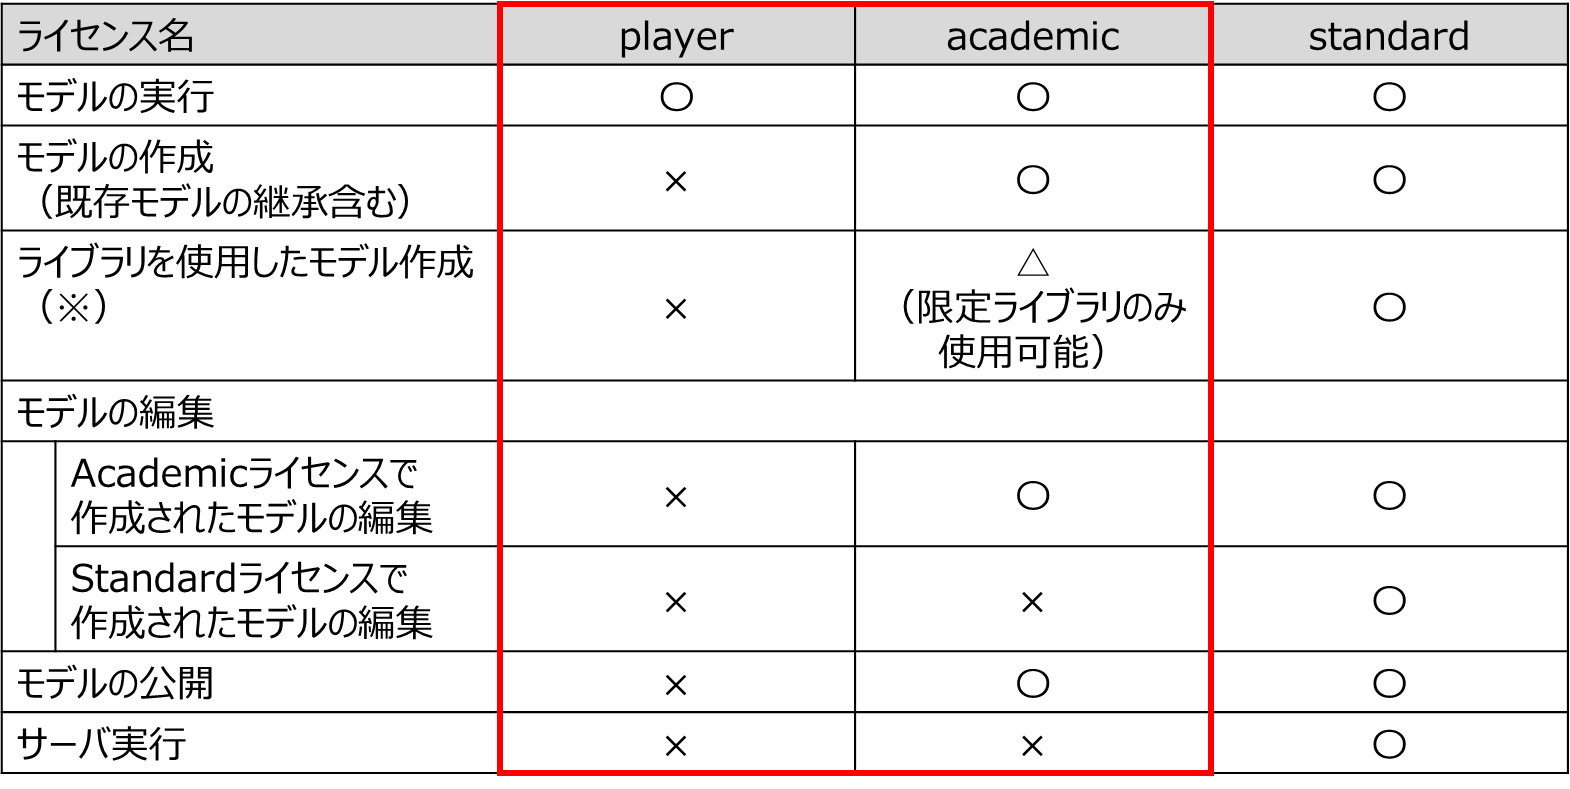 ライセンス名 player academic standard
モデルの実行 〇 〇 〇
モデルの作成
（既存モデルの継承含む） × 〇 〇
ライブラリを使用したモデル作成
（※） × △ 〇
（限定ライブラリのみ
使用可能）
モデルの編集
Academicライセンスで
作成されたモデルの編集 × 〇 〇
Standardライセンスで
作成されたモデルの編集 × × 〇
モデルの公開 × 〇 〇
サーバ実行 × × 〇